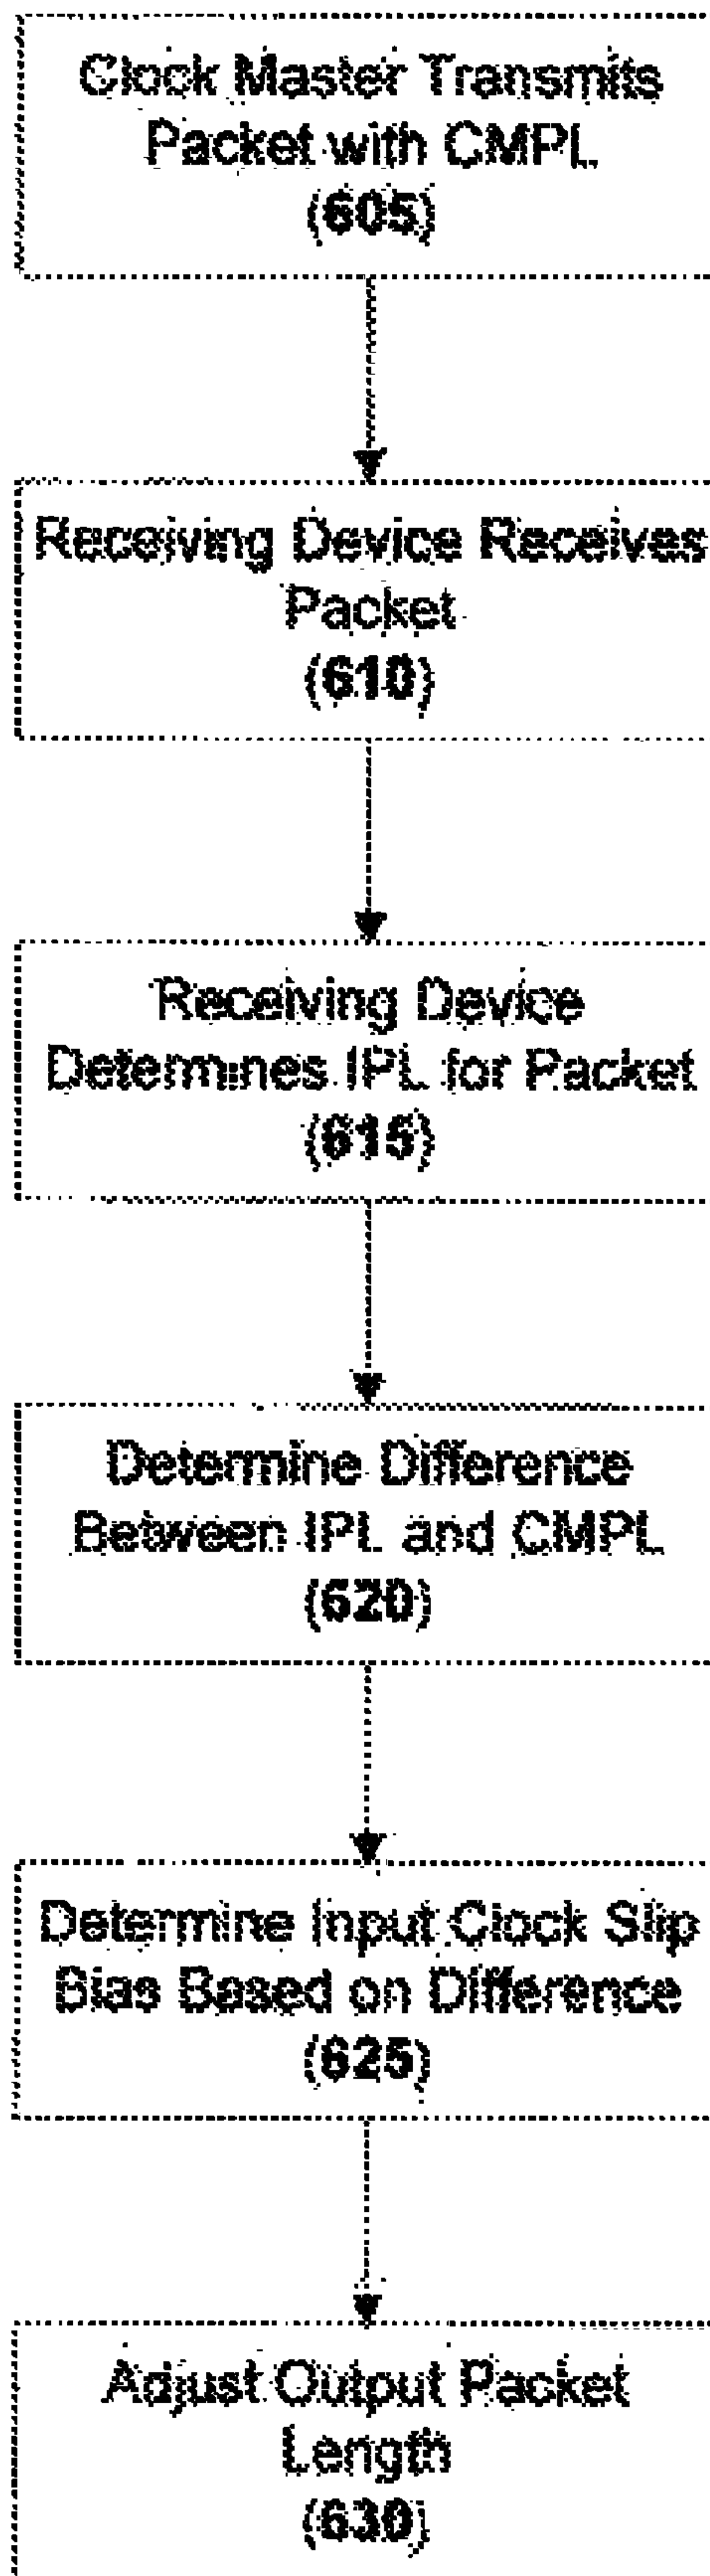 Clock Master Transmits
Packet with CMPL
(605)
Receiving Device Receives
Packet
(610)
Receiving Device
Determines IPL for Packet
(615)
Determine Difference
Between IPL and CMPL
(620)
Determine Input Clock Slip
Bias Based on Difference
(625)
Adjust Output Packet
Length
(630)